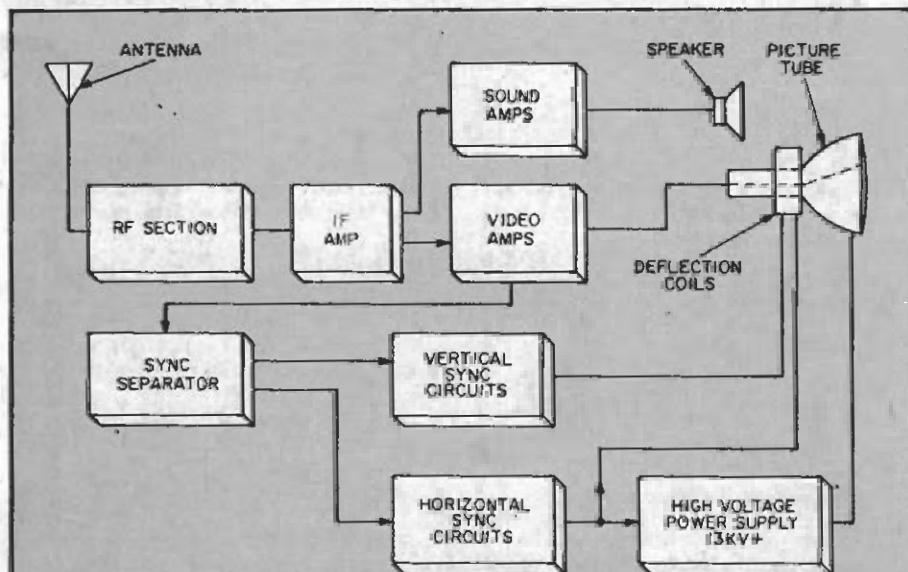 ANTENNA
SPEAKER
PICTURE
TUBE
SOUND
AMPS
RF SECTION
IF
AMP
VIDEO
AMPS
DEFLECTION
COILS
SYNC
SEPARATOR
VERTICAL
SYNC
CIRCUITS
HORIZONTAL
SYNC
CIRCUITS
HIGH VOLTAGE
POWER SUPPLY
13KV+